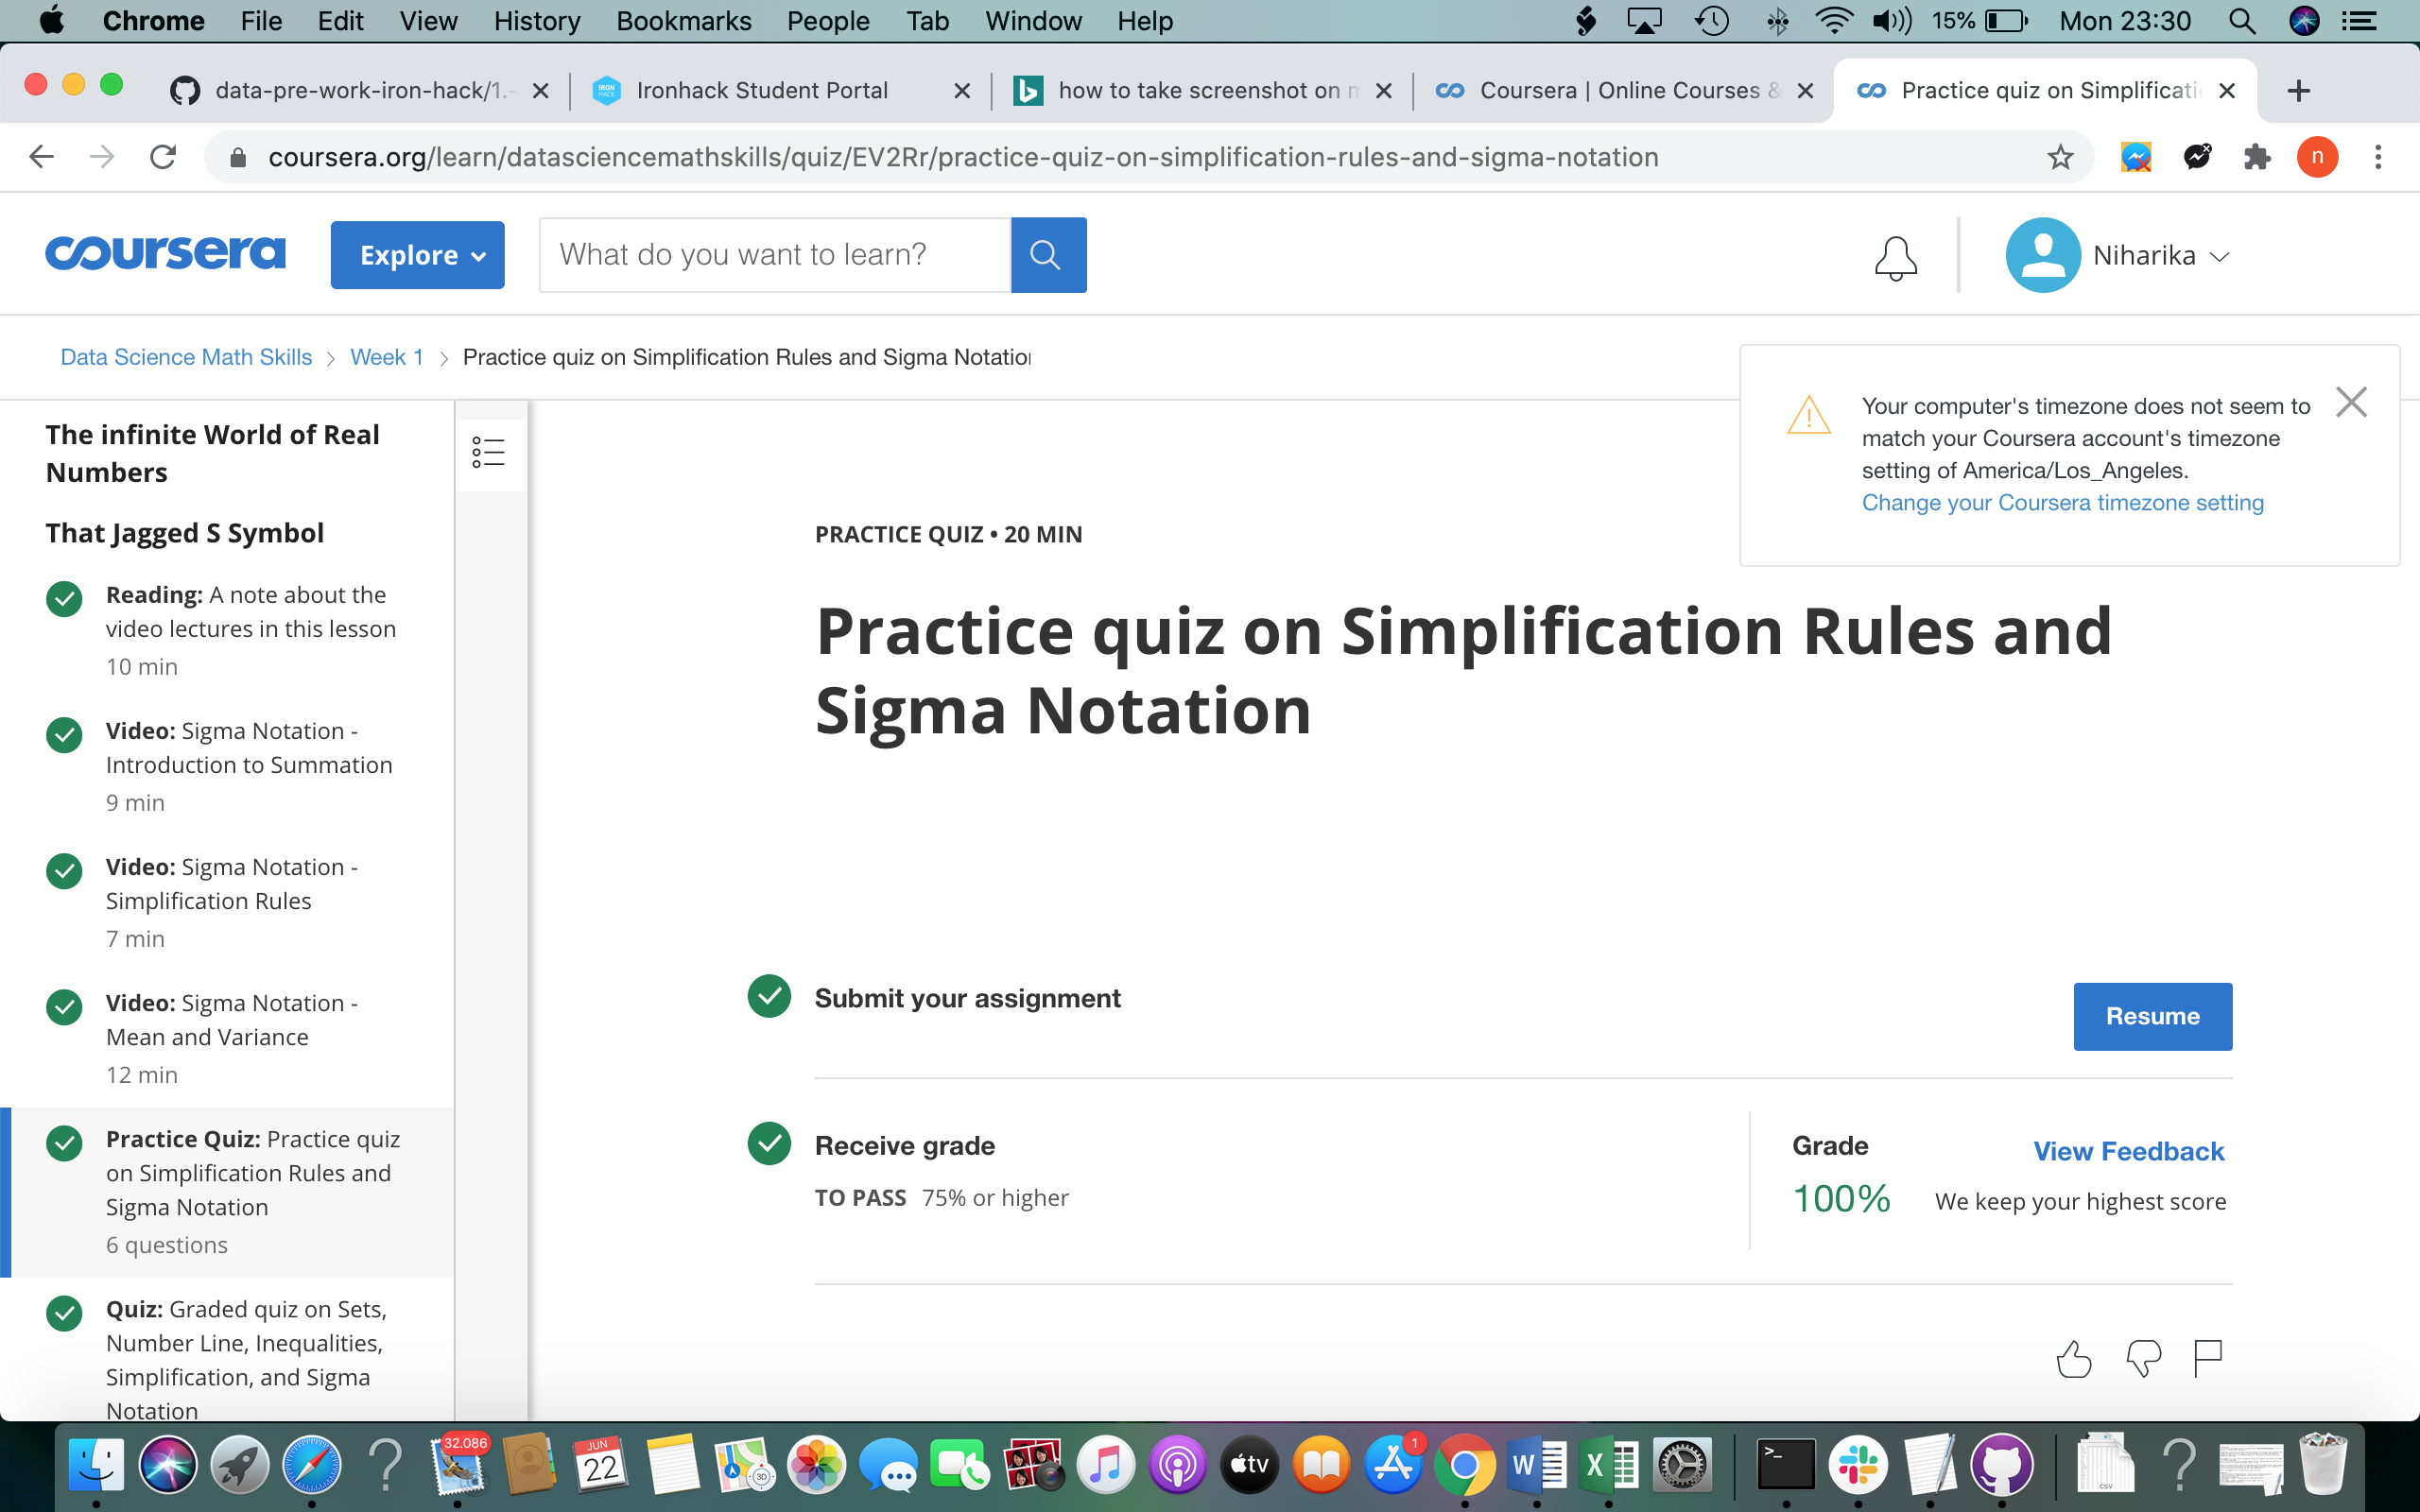 Chrome File Edit View History Bookmarks People Tab Window Help 15% Mon 23:30
data-pre-work-iron-hack/1.- Ironhack Student Portal how to take screenshot on Coursera | Online Courses & Practice quiz on Simplificati
coursera.org/learn/datasciencemathskills/quiz/EV2Rr/practice-quiz-on-simplification-rules-and-sigma-notation n
coursera Explore What do you want to learn? Niharika
Data Science Math Skills > Week 1 > Practice quiz on Simplification Rules and Sigma Notation
The infinite World of Real
Numbers
That Jagged S Symbol
Reading: A note about the
video lectures in this lesson
10 min
Video: Sigma Notation -
Introduction to Summation
9 min
Video: Sigma Notation -
Simplification Rules
7 min
Video: Sigma Notation -
Mean and Variance
12 min
Practice Quiz: Practice quiz
on Simplification Rules and
Sigma Notation
6 questions
Quiz: Graded quiz on Sets,
Number Line, Inequalities,
Simplification, and Sigma
Notation
Your computer's timezone does not seem to
match your Coursera account's timezone
setting of America/Los_Angeles.
Change your Coursera timezone setting
PRACTICE QUIZ • 20 MIN
Practice quiz on Simplification Rules and
Sigma Notation
Submit your assignment
Resume
Receive grade
TO PASS 75% or higher
Grade
100%
View Feedback
We keep your highest score
32.086
JUN
22
3D
tv
1
W
X
>_
CSV